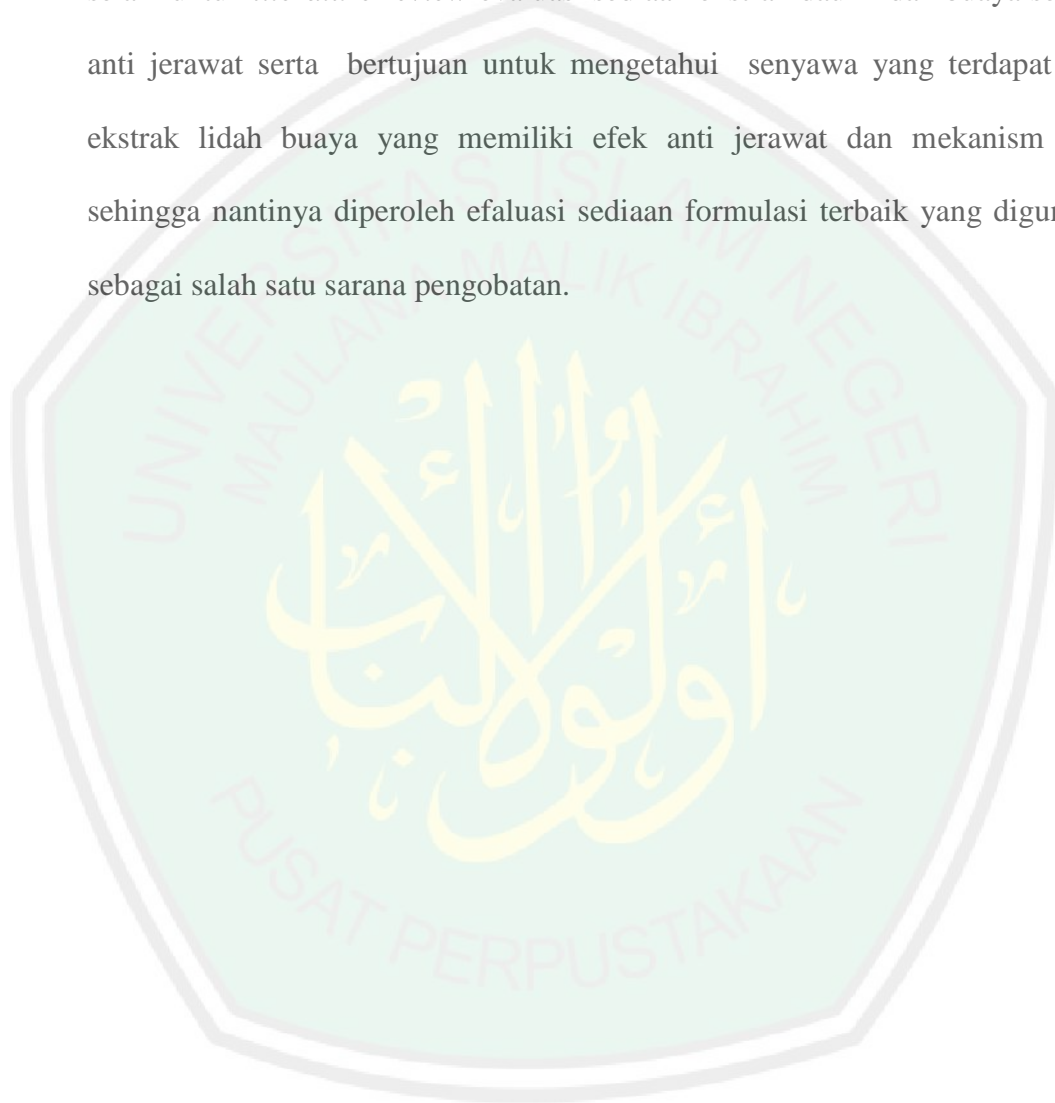 anti jerawat serta bertujuan untuk mengetahui senyawa yang terdapat
ekstrak lidah buaya yang memiliki efek anti jerawat dan mekanism
sehingga nantinya diperoleh efaluasi sediaan formulasi terbaik yang
sebagai salah satu sarana pengobatan.
UNIVERSITAS ISLAM NEGERI
MAULANA MALIK IBRAHIM
أولو الألباب
PUSAT PERPUSTAKAAN